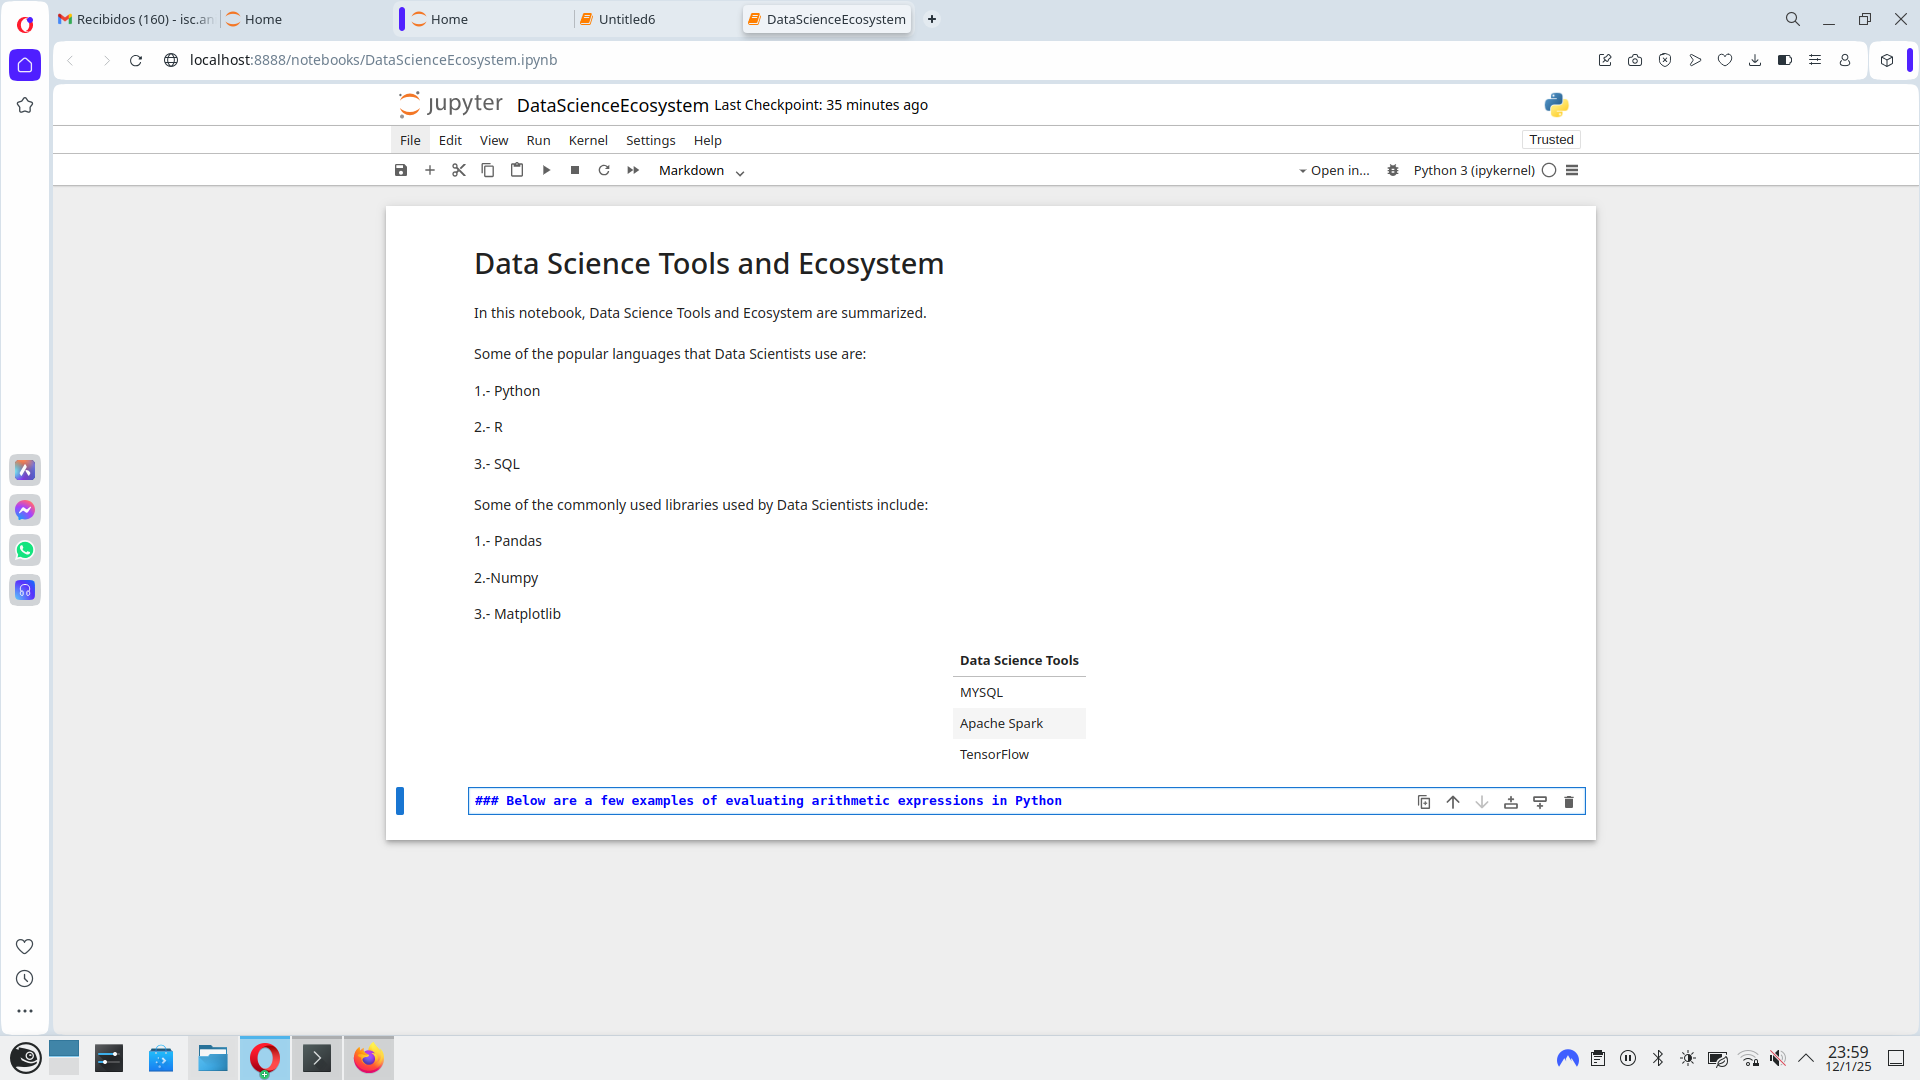 Recibidos (160) - isc.an
Home
Home
Untitled6
DataScienceEcosystem
localhost:8888/notebooks/DataScienceEcosystem.ipynb
jupyter DataScienceEcosystem Last Checkpoint: 35 minutes ago
File Edit View Run Kernel Settings Help Trusted
Markdown Open in... Python 3 (ipykernel)
Data Science Tools and Ecosystem
In this notebook, Data Science Tools and Ecosystem are summarized.
Some of the popular languages that Data Scientists use are:
1.- Python
2.- R
3.- SQL
Some of the commonly used libraries used by Data Scientists include:
1.- Pandas
2.-Numpy
3.- Matplotlib
Data Science Tools
MYSQL
Apache Spark
TensorFlow
### Below are a few examples of evaluating arithmetic expressions in Python
23:59
12/1/25